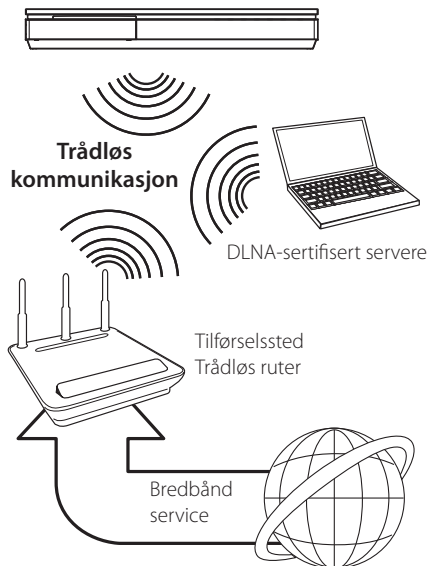 Trådløs
kommunikasjon
DLNA-sertifisert servere
Tilførselssted
Trådløs ruter
Bredbånd
service